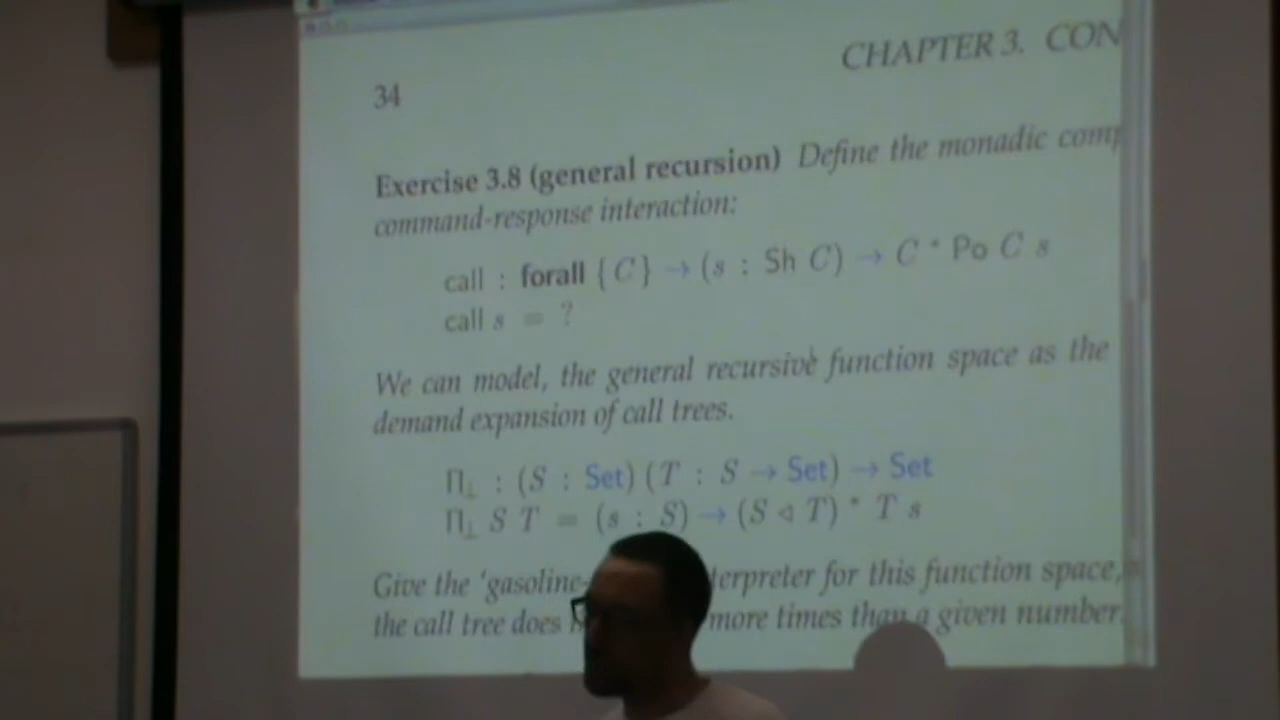 CHAPTER 3. CON
34
Exercise 3.8 (general recursion) Define the monadic comp
command-response interaction:
call : forall { C } → (s : Sh C) → C * Po C s
call s = ?
We can model, the general recursive function space as the
demand expansion of call trees.
Π⊥ : (S : Set) (T : S → Set) → Set
Π⊥ S T = (s : S) → (S ◃ T) * T s
Give the 'gasoline- terpreter for this function space,
the call tree does more times than a given number.